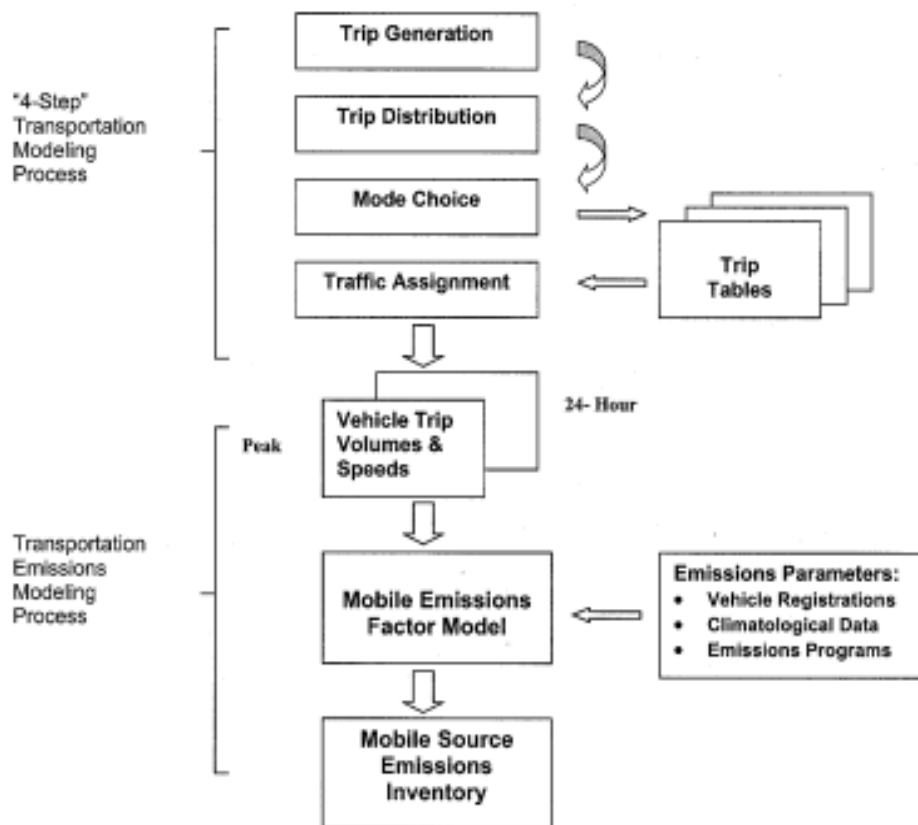 Trip Generation
"4-Step"
Transportation
Modeling
Process
Trip Distribution
Mode Choice
Trip
Tables
Traffic Assignment
24- Hour
Peak
Vehicle Trip
Volumes &
Speeds
Transportation
Emissions
Modeling
Process
Mobile Emissions
Factor Model
Emissions Parameters:
• Vehicle Registrations
• Climatological Data
• Emissions Programs
Mobile Source
Emissions
Inventory